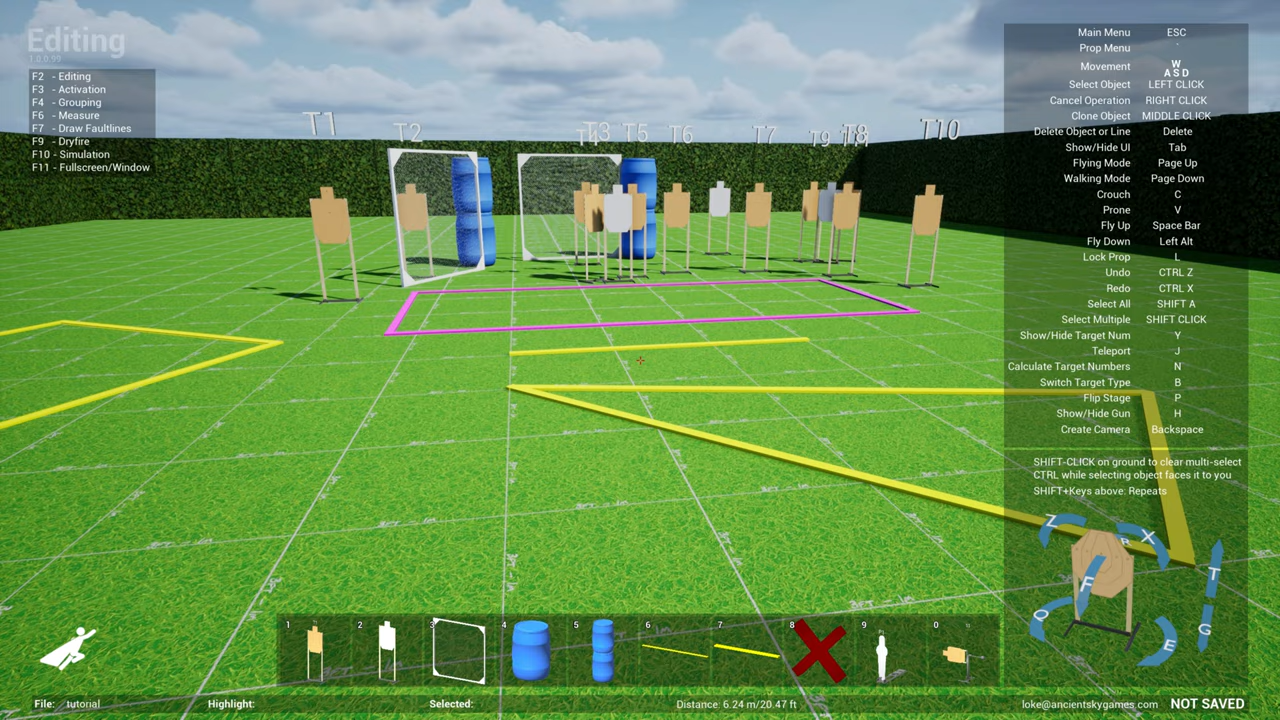 Editing
1.0.0.99
F2 - Editing
F3 - Activation
F4 - Grouping
F6 - Measure
F7 - Draw Faultlines
F9 - Dryfire
F10 - Simulation
F11 - Fullscreen/Window
T1
T2
T3
T5
T6
T7
T9
T8
T10
Main Menu ESC
Prop Menu `
Movement W
A S D
Select Object LEFT CLICK
Cancel Operation RIGHT CLICK
Clone Object MIDDLE CLICK
Delete Object or Line Delete
Show/Hide UI Tab
Flying Mode Page Up
Walking Mode Page Down
Crouch C
Prone V
Fly Up Space Bar
Fly Down Left Alt
Lock Prop L
Undo CTRL Z
Redo CTRL X
Select All SHIFT A
Select Multiple SHIFT CLICK
Show/Hide Target Num Y
Teleport J
Calculate Target Numbers N
Switch Target Type B
Flip Stage P
Show/Hide Gun H
Create Camera Backspace
SHIFT-CLICK on ground to clear multi-select
CTRL while selecting object faces it to you
SHIFT+Keys above: Repeats
Z
X
R
F
T
Q
E
G
1 2 3 4 5 6 7 8 9 0
File: tutorial
Highlight:
Selected:
Distance: 6.24 m/20.47 ft
loke@ancientskygames.com
NOT SAVED